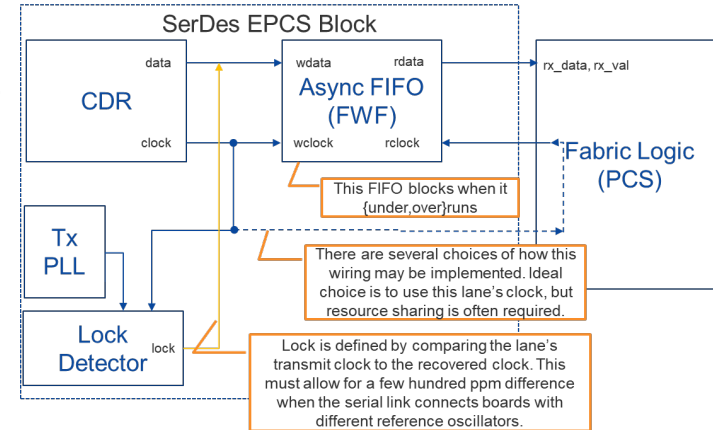 SerDes EPCS Block
data
CDR
clock
wdata
rdata
Async FIFO
(FWF)
wclock
rclock
rx_data, rx_val
Fabric Logic
(PCS)
This FIFO blocks when it
{under,over}runs
Tx
PLL
There are several choices of how this
wiring may be implemented. Ideal
choice is to use this lane’s clock, but
resource sharing is often required.
Lock
Detector
lock
Lock is defined by comparing the lane’s
transmit clock to the recovered clock. This
must allow for a few hundred ppm difference
when the serial link connects boards with
different reference oscillators.